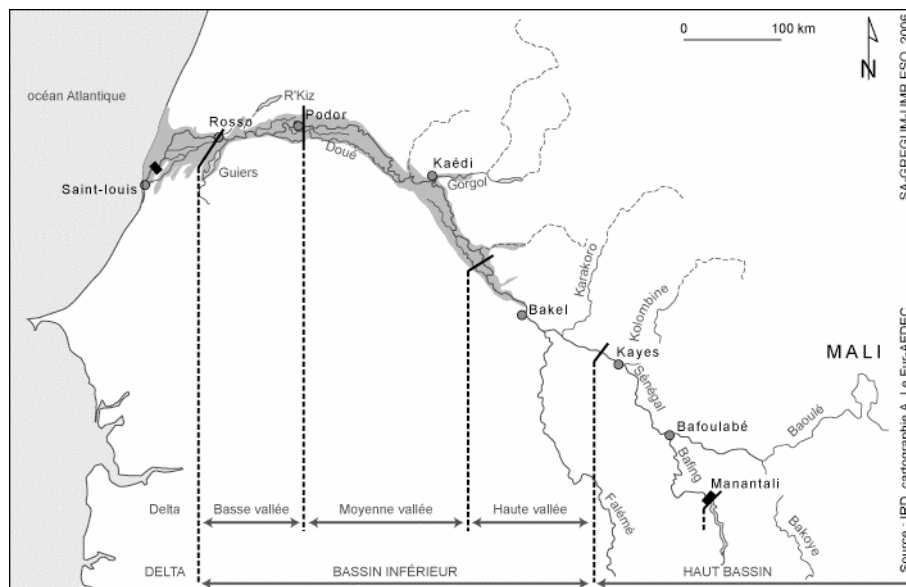 0 100 km
N
océan Atlantique
R'Kiz
Rosso
Podor
Doué
Kaédi
Gorgol
Guiers
Saint-louis
Karakoro
Bakel
Kolombine
Kayes
MALI
Sénégal
Baoulé
Bafoulabé
Bafing
Manantali
Falémé
Bakoye
Delta Basse vallée Moyenne vallée Haute vallée
DELTA BASSIN INFÉRIEUR HAUT BASSIN
Source : IRD, cartographie A. Le Fur-AFDEC
SA-GREGUM-UMR ESO, 2006